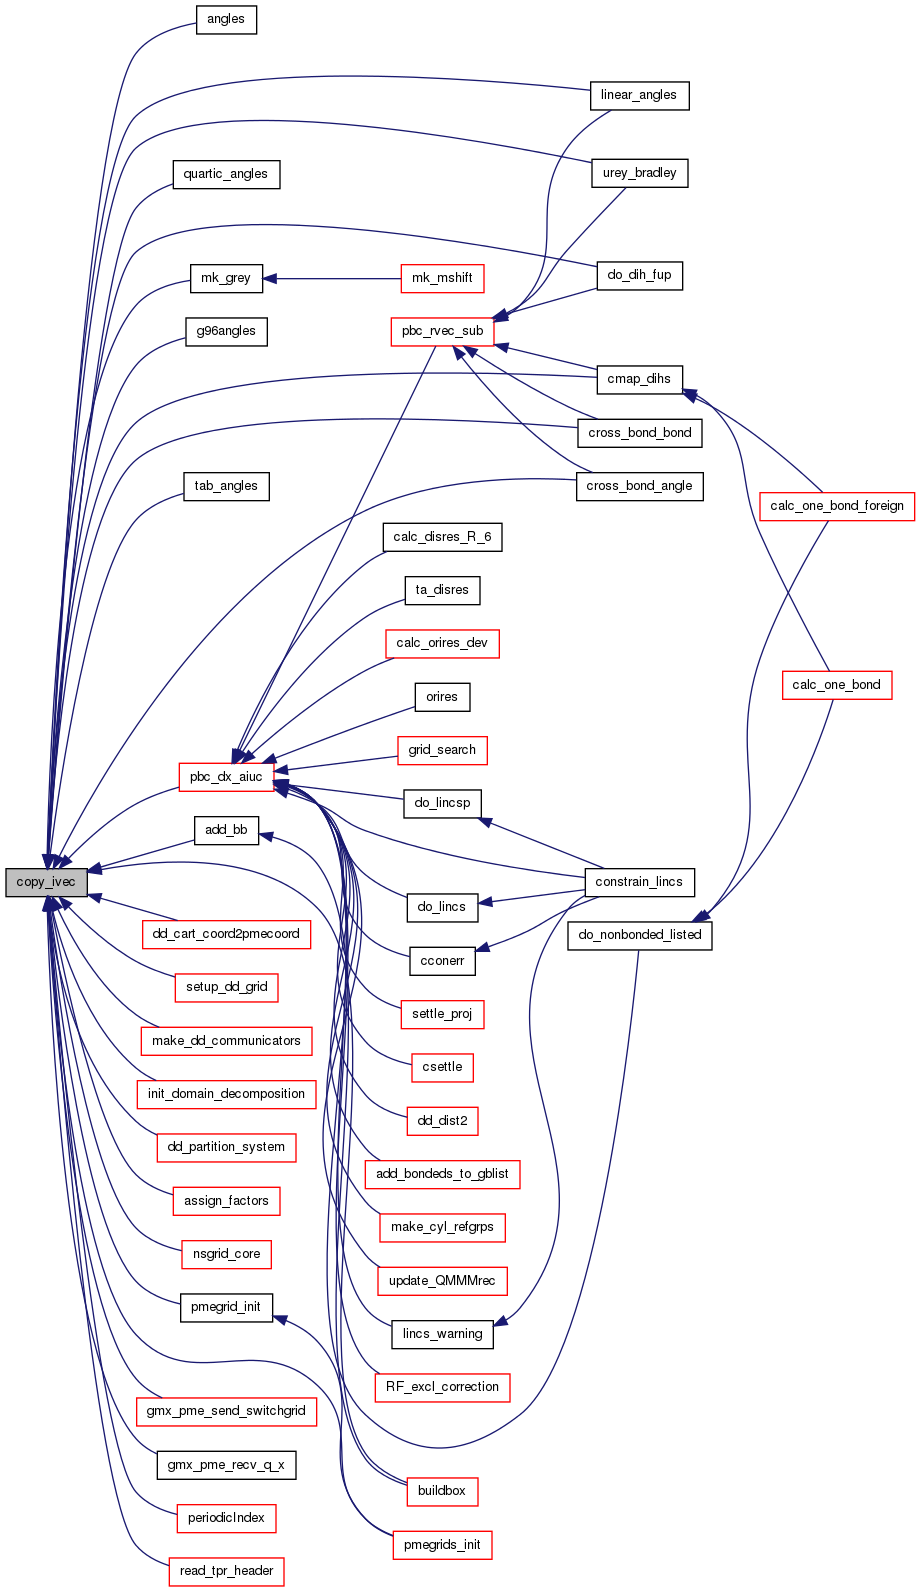 angles
linear_angles
quartic_angles
urey_bradley
mk_grey
mk_mshift
do_dih_fup
g96angles
pbc_rvec_sub
cmap_dihs
cross_bond_bond
tab_angles
cross_bond_angle
calc_one_bond_foreign
calc_disres_R_6
ta_disres
calc_orires_dev
calc_one_bond
orires
grid_search
pbc_dx_aiuc
do_lincsp
add_bb
copy_ivec
constrain_lincs
do_lincs
dd_cart_coord2pmecoord
do_nonbonded_listed
cconerr
setup_dd_grid
settle_proj
make_dd_communicators
csettle
init_domain_decomposition
dd_dist2
dd_partition_system
add_bondeds_to_gblist
assign_factors
make_cyl_refgrps
nsgrid_core
update_QMMMrec
pmegrid_init
lincs_warning
RF_excl_correction
gmx_pme_send_switchgrid
gmx_pme_recv_q_x
buildbox
periodicIndex
pmegrids_init
read_tpr_header